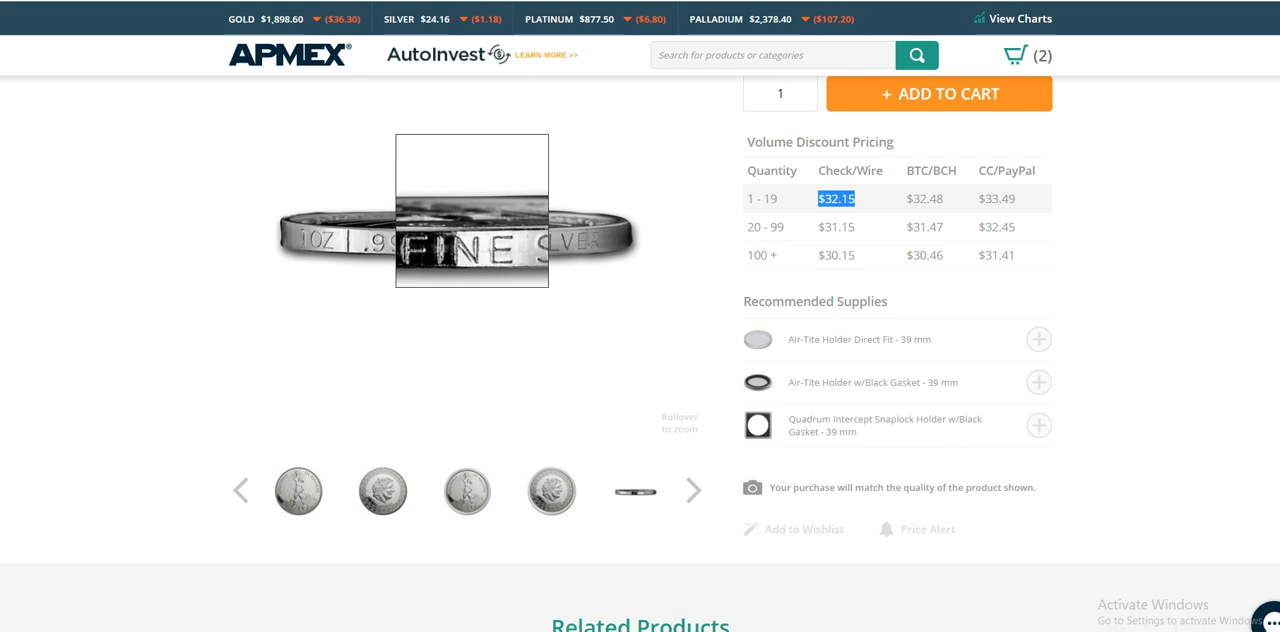 GOLD $1,898.60 ($36.30) SILVER $24.16 ($1.18) PLATINUM $877.50 ($6.80) PALLADIUM $2,378.40 ($107.20) View Charts
APMEX® AutoInvest LEARN MORE >> Search for products or categories (2)
1 + ADD TO CART
Volume Discount Pricing
Quantity Check/Wire BTC/BCH CC/PayPal
1 - 19 $32.15 $32.48 $33.49
20 - 99 $31.15 $31.47 $32.45
100 + $30.15 $30.46 $31.41
1OZ .9 FINE S LVER
Recommended Supplies
Air-Tite Holder Direct Fit - 39 mm
Air-Tite Holder w/Black Gasket - 39 mm
Quadrum Intercept Snaplock Holder w/Black
Gasket - 39 mm
Rollover
to zoom
Your purchase will match the quality of the product shown.
Add to Wishlist Price Alert
Related Products
Activate Windows
Go to Settings to activate Windows